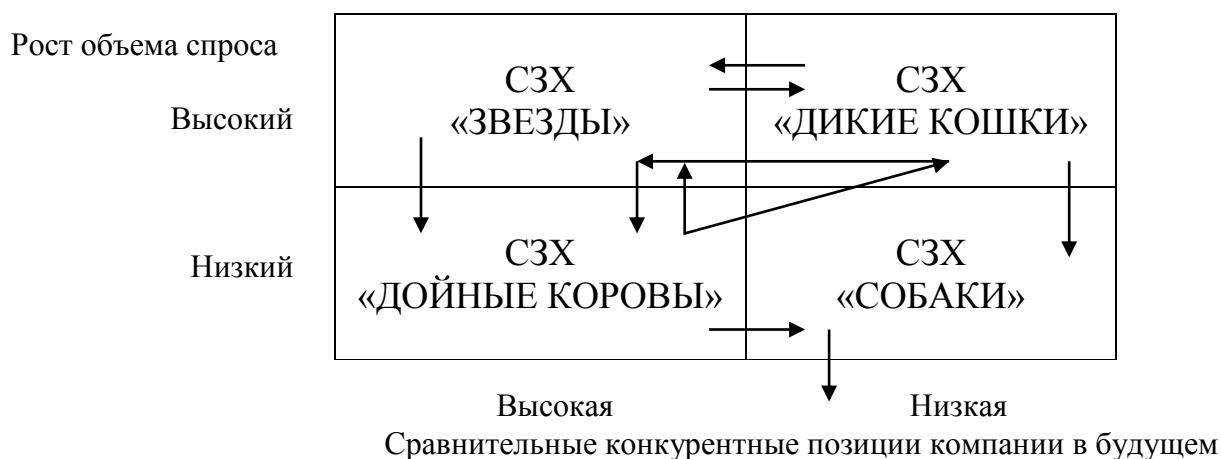 Рост объема спроса
Высокий
СЗХ
«ЗВЕЗДЫ»
СЗХ
«ДИКИЕ КОШКИ»
Низкий
СЗХ
«ДОЙНЫЕ КОРОВЫ»
СЗХ
«СОБАКИ»
Высокая
Низкая
Сравнительные конкурентные позиции компании в будущем